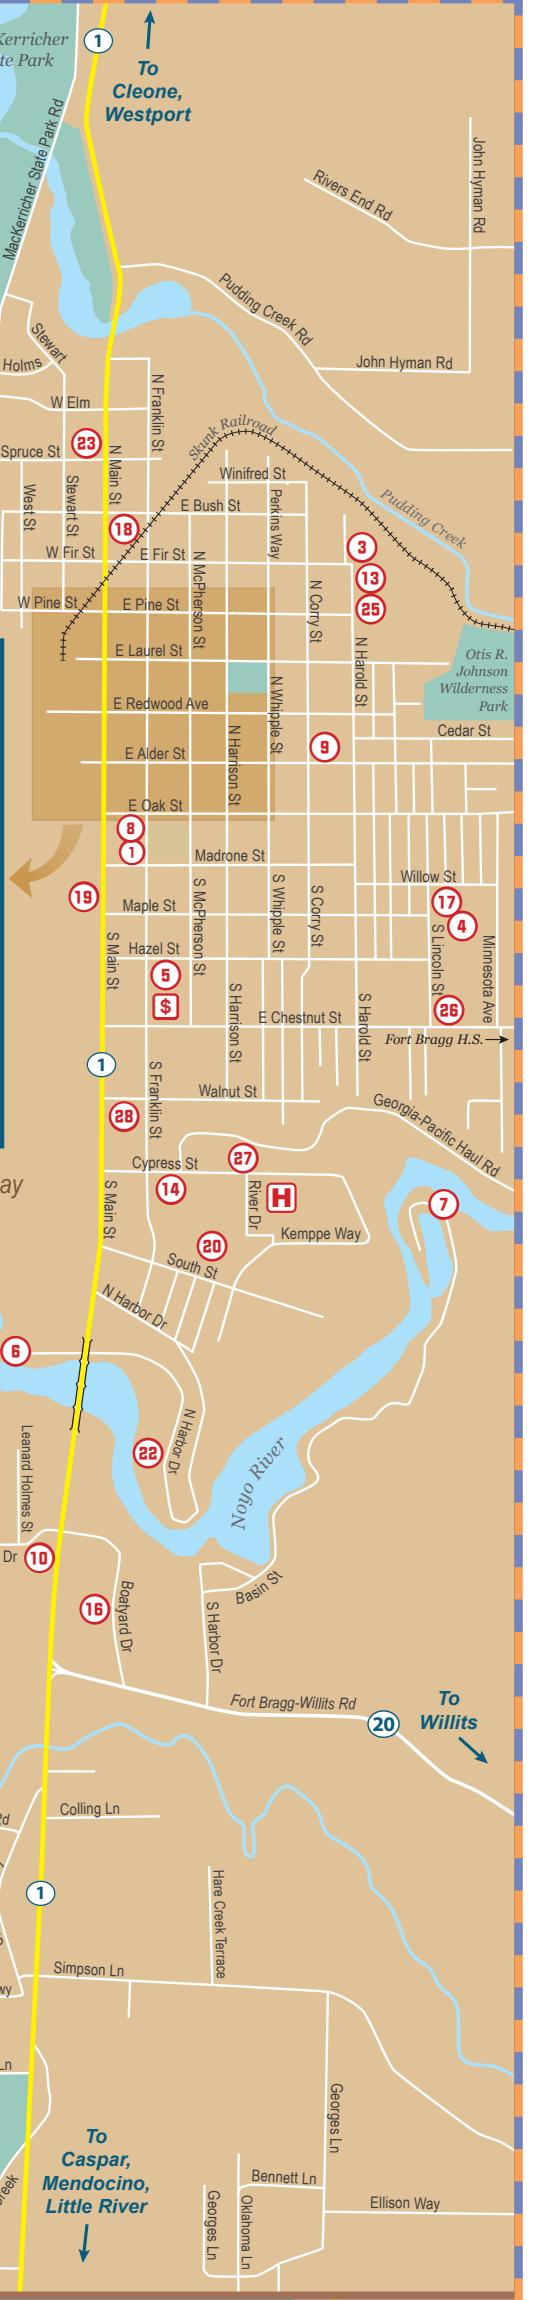 Kerricher
te Park
1
To
Cleone,
Westport
MacKerricher State Park Rd
John Hyman Rd
Rivers End Rd
Pudding Creek Rd
Stewart
Holms
John Hyman Rd
W Elm
N Franklin St
Skunk Railroad
23
Spruce St
N Main St
Winifred St
West St
Stewart St
Perkins Way
Pudding Creek
E Bush St
18
3
W Fir St
E Fir St
N McPherson St
13
N Corry St
W Pine St
E Pine St
25
E Laurel St
N Harold St
Otis R.
Johnson
Wilderness
Park
N Whipple St
E Redwood Ave
N Harrison St
Cedar St
9
E Alder St
E Oak St
8
1
Madrone St
Willow St
19
Maple St
S McPherson St
S Whipple St
S Corry St
17
4
S Lincoln St
Minnesota Ave
S Main St
Hazel St
5
$
S Harrison St
S Harold St
26
E Chestnut St
Fort Bragg H.S.
1
S Franklin St
Walnut St
28
Georgia-Pacific Haul Rd
Cypress St
27
ay
14
River Dr
H
S Main St
7
Kemppe Way
20
South St
N Harbor Dr
6
Leanard Holmes St
N Harbor Dr
22
Noyo River
Dr
10
Boatyard Dr
16
Basin St
S Harbor Dr
Fort Bragg-Willits Rd
20
To
Willits
Colling Ln
Rd
1
Hare Creek Terrace
Simpson Ln
wy
Ln
Georges Ln
To
Caspar,
Mendocino,
Little River
reek
Bennett Ln
Georges Ln
Oklahoma Ln
Ellison Way